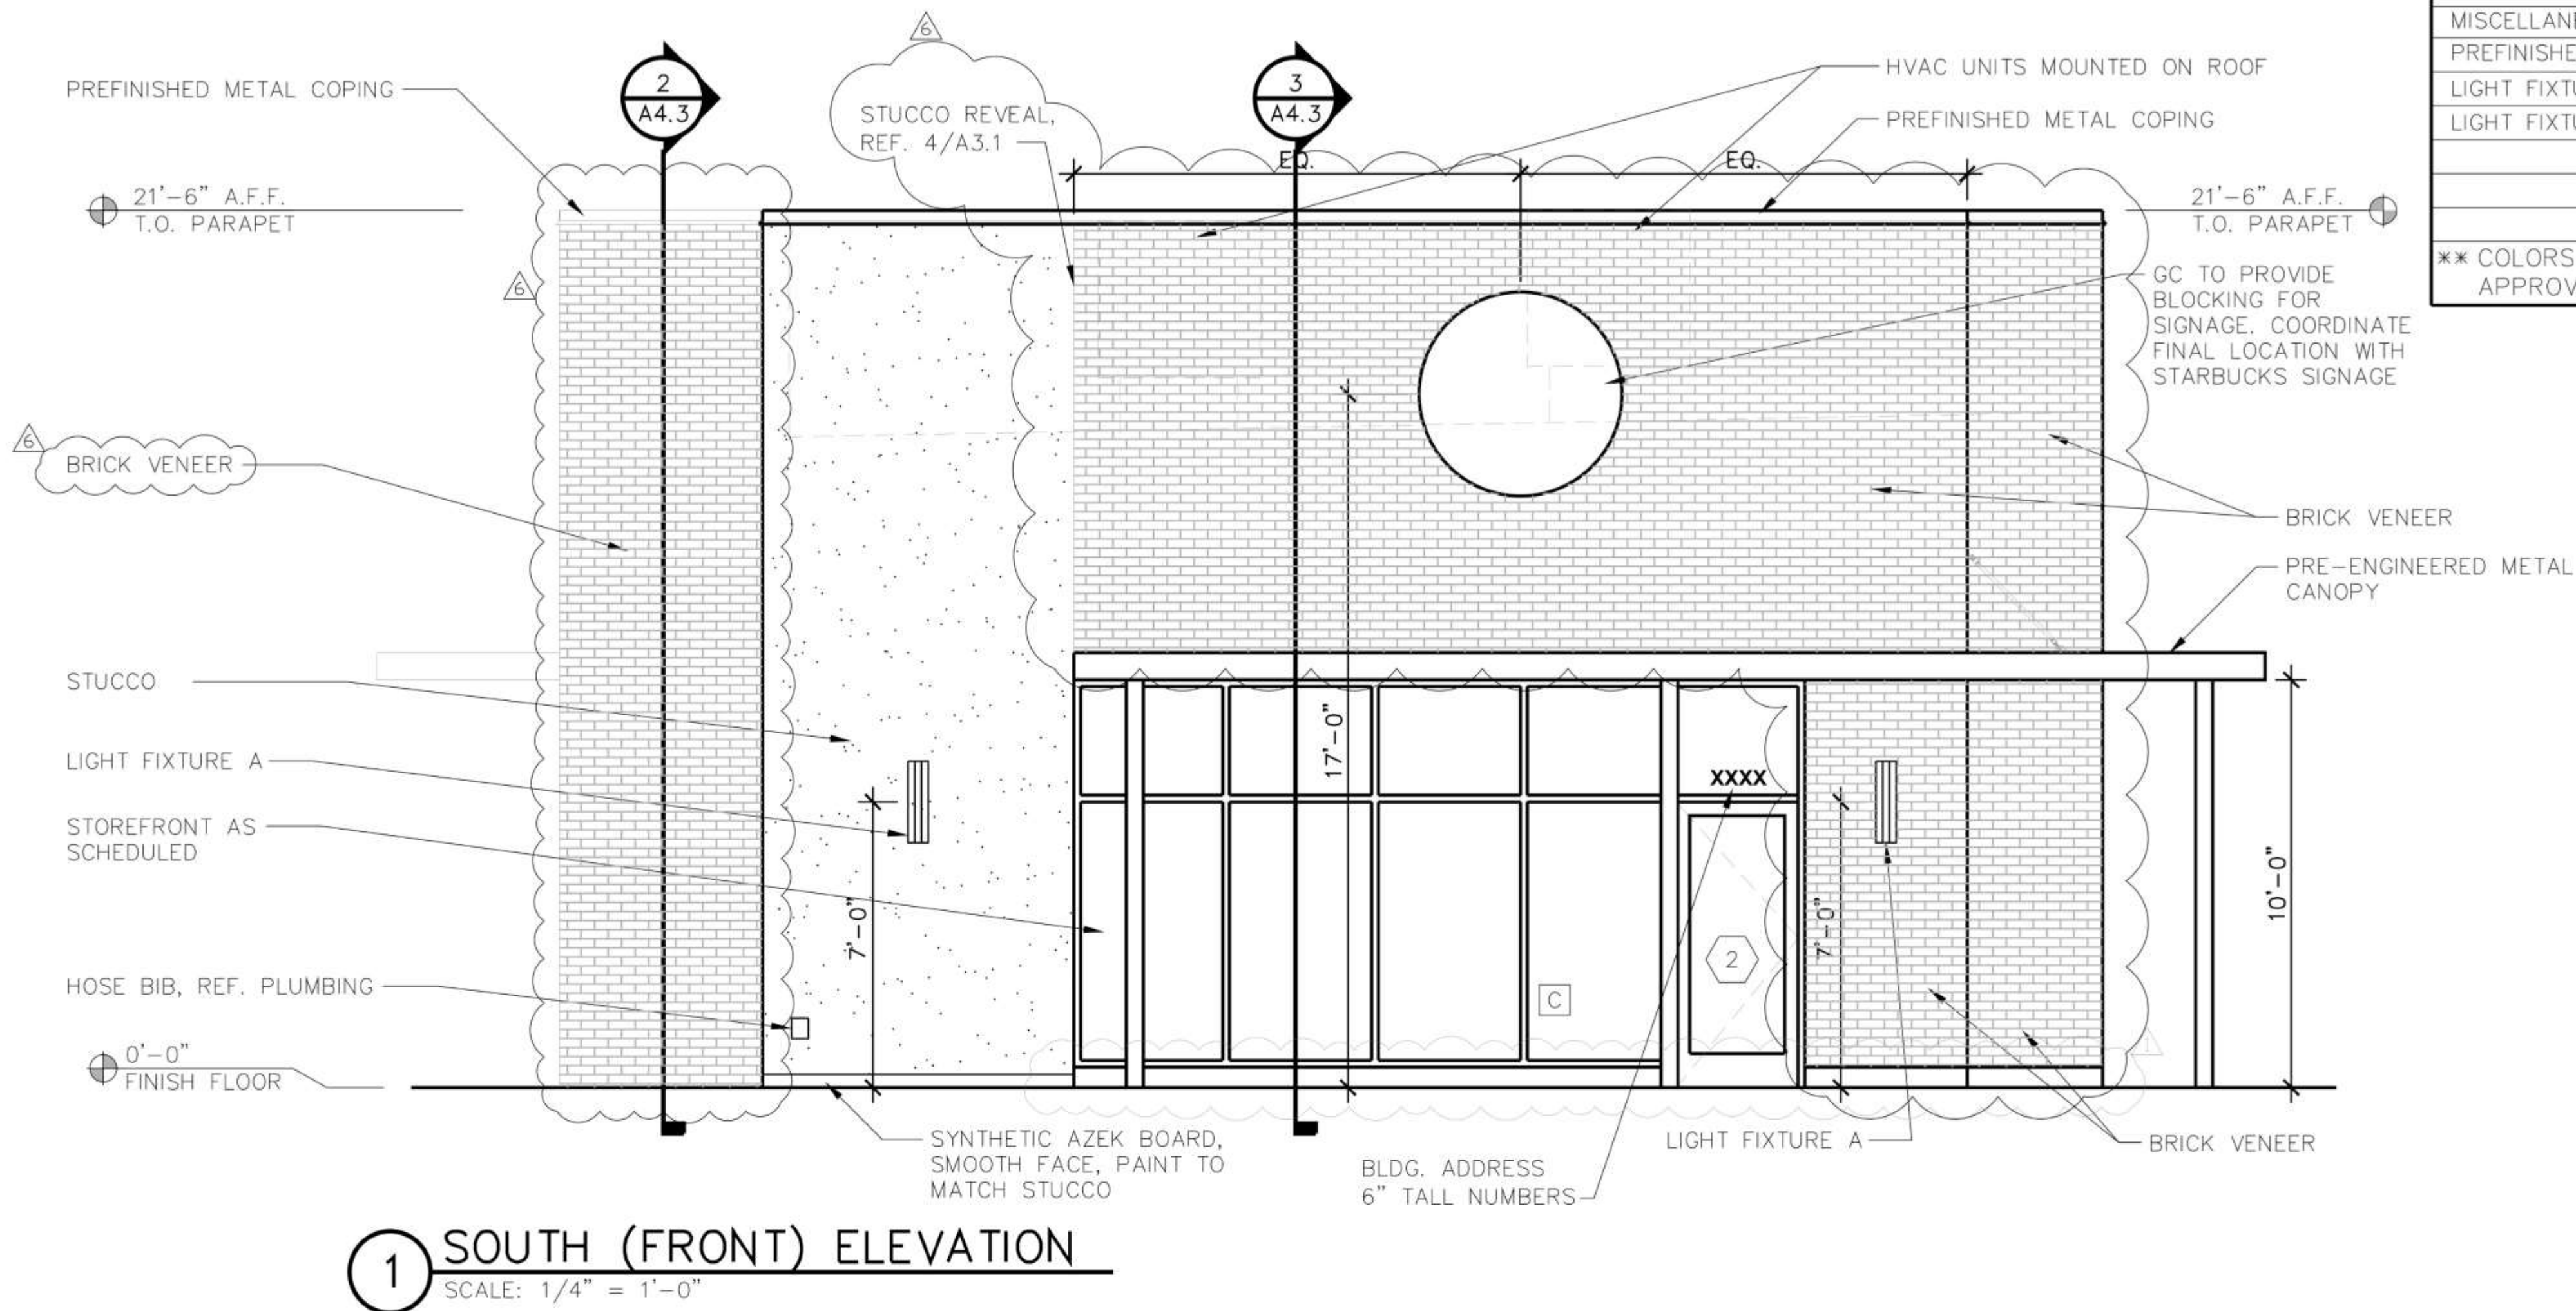 MISCELLAN
PREFINISHE
LIGHT FIXTU
LIGHT FIXTU
** COLORS
APPROV
6
2
A4.3
3
A4.3
PREFINISHED METAL COPING
STUCCO REVEAL,
REF. 4/A3.1
HVAC UNITS MOUNTED ON ROOF
PREFINISHED METAL COPING
EQ.
EQ.
21'-6" A.F.F.
T.O. PARAPET
21'-6" A.F.F.
T.O. PARAPET
6
GC TO PROVIDE
BLOCKING FOR
SIGNAGE. COORDINATE
FINAL LOCATION WITH
STARBUCKS SIGNAGE
6
BRICK VENEER
BRICK VENEER
PRE-ENGINEERED METAL
CANOPY
STUCCO
17'-0"
LIGHT FIXTURE A
XXXX
STOREFRONT AS
SCHEDULED
7'-0"
7'-0"
10'-0"
2
C
HOSE BIB, REF. PLUMBING
1
0'-0"
FINISH FLOOR
SYNTHETIC AZEK BOARD,
SMOOTH FACE, PAINT TO
MATCH STUCCO
LIGHT FIXTURE A
BRICK VENEER
BLDG. ADDRESS
6" TALL NUMBERS
1
SOUTH (FRONT) ELEVATION
SCALE: 1/4" = 1'-0"